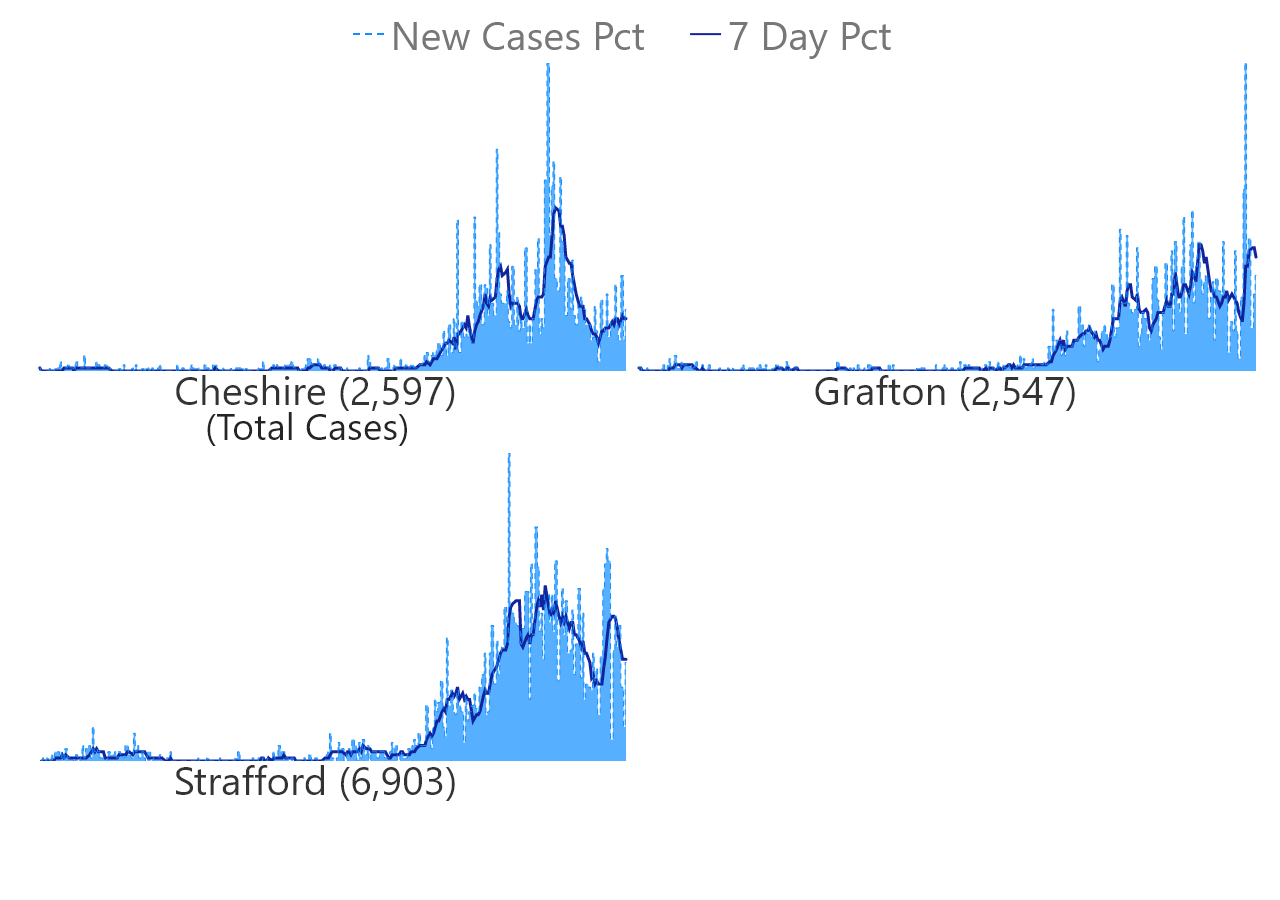 New Cases Pct 7 Day Pct
Cheshire (2,597) Grafton (2,547)
(Total Cases)
Strafford (6,903)